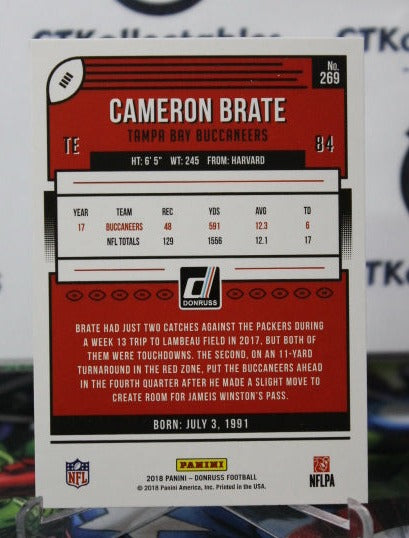 CTKollectables CTK
No.
269
CAMERON BRATE
TAMPA BAY BUCCANEERS
TE 84
HT: 6' 5" WT: 245 FROM: HARVARD
YEAR TEAM REC YDS AVG TD
17 BUCCANEERS 48 591 12.3 6
NFL TOTALS 129 1556 12.1 17
DONRUSS
BRATE HAD JUST TWO CATCHES AGAINST THE PACKERS DURING
A WEEK 13 TRIP TO LAMBEAU FIELD IN 2017, BUT BOTH OF
THEM WERE TOUCHDOWNS. THE SECOND, ON AN 11-YARD
TURNAROUND IN THE RED ZONE, PUT THE BUCCANEERS AHEAD
IN THE FOURTH QUARTER AFTER HE MADE A SLIGHT MOVE TO
CREATE ROOM FOR JAMEIS WINSTON'S PASS.
BORN: JULY 3, 1991
NFL
PANINI
NFLPA
2018 PANINI – DONRUSS FOOTBALL
© 2018 Panini America, Inc. Printed in the USA.